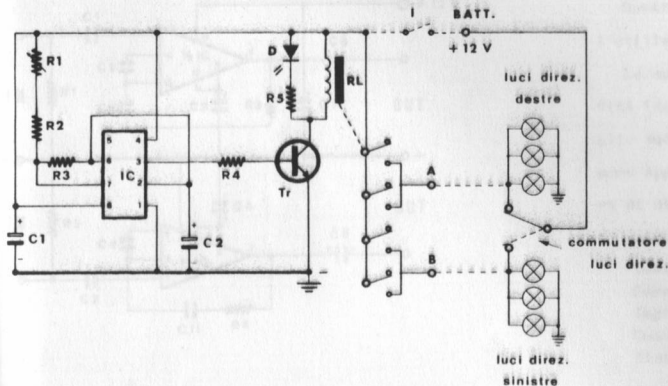 BATT.
+ 12 V
R1
D
RL
luci direz.
destre
R5
R2
5 4
6 3
7 2
8 1
IC
R3
R4
Tr
A
C1
C2
commutatore
luci direz.
B
luci direz.
sinistre